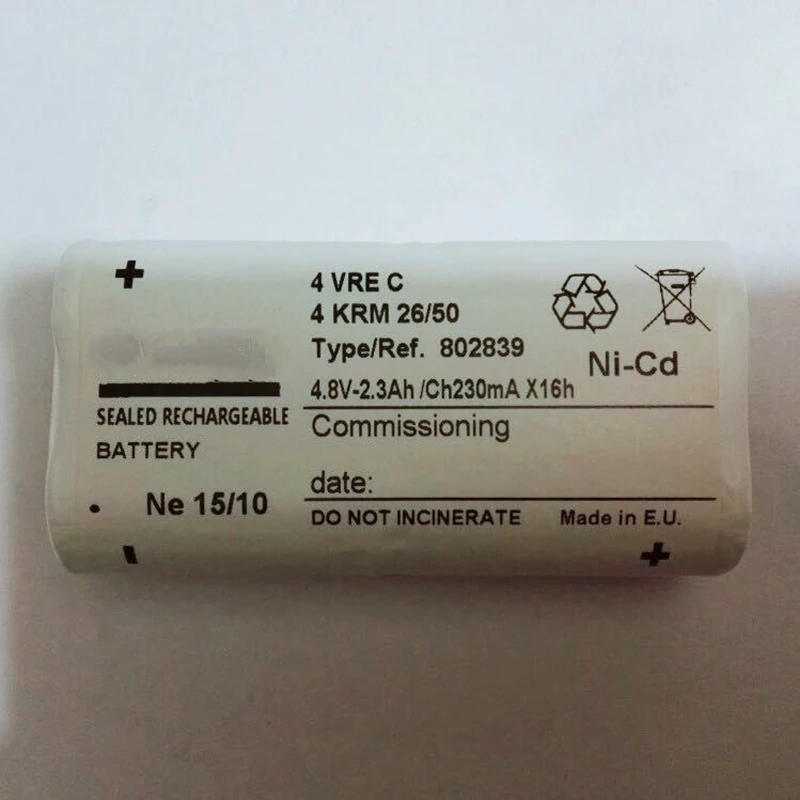 +
4 VRE C
4 KRM 26/50
Type/Ref. 802839
Ni-Cd
4.8V-2.3Ah /Ch230mA X16h
SEALED RECHARGEABLE
BATTERY
Commissioning
date:
Ne 15/10
DO NOT INCINERATE Made in E.U.
- +